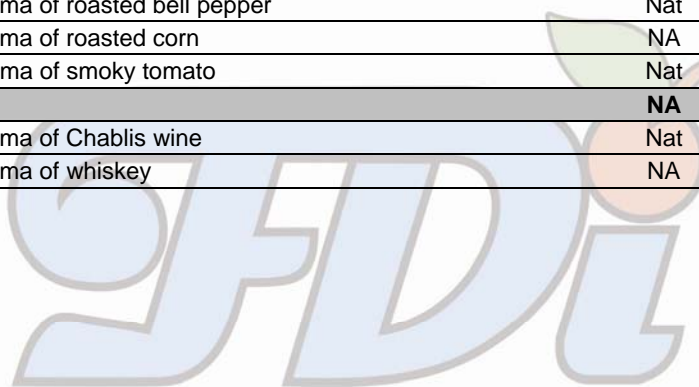 ma of roasted bell pepper Nat
ma of roasted corn NA
ma of smoky tomato Nat
NA
ma of Chablis wine Nat
ma of whiskey NA
FDi